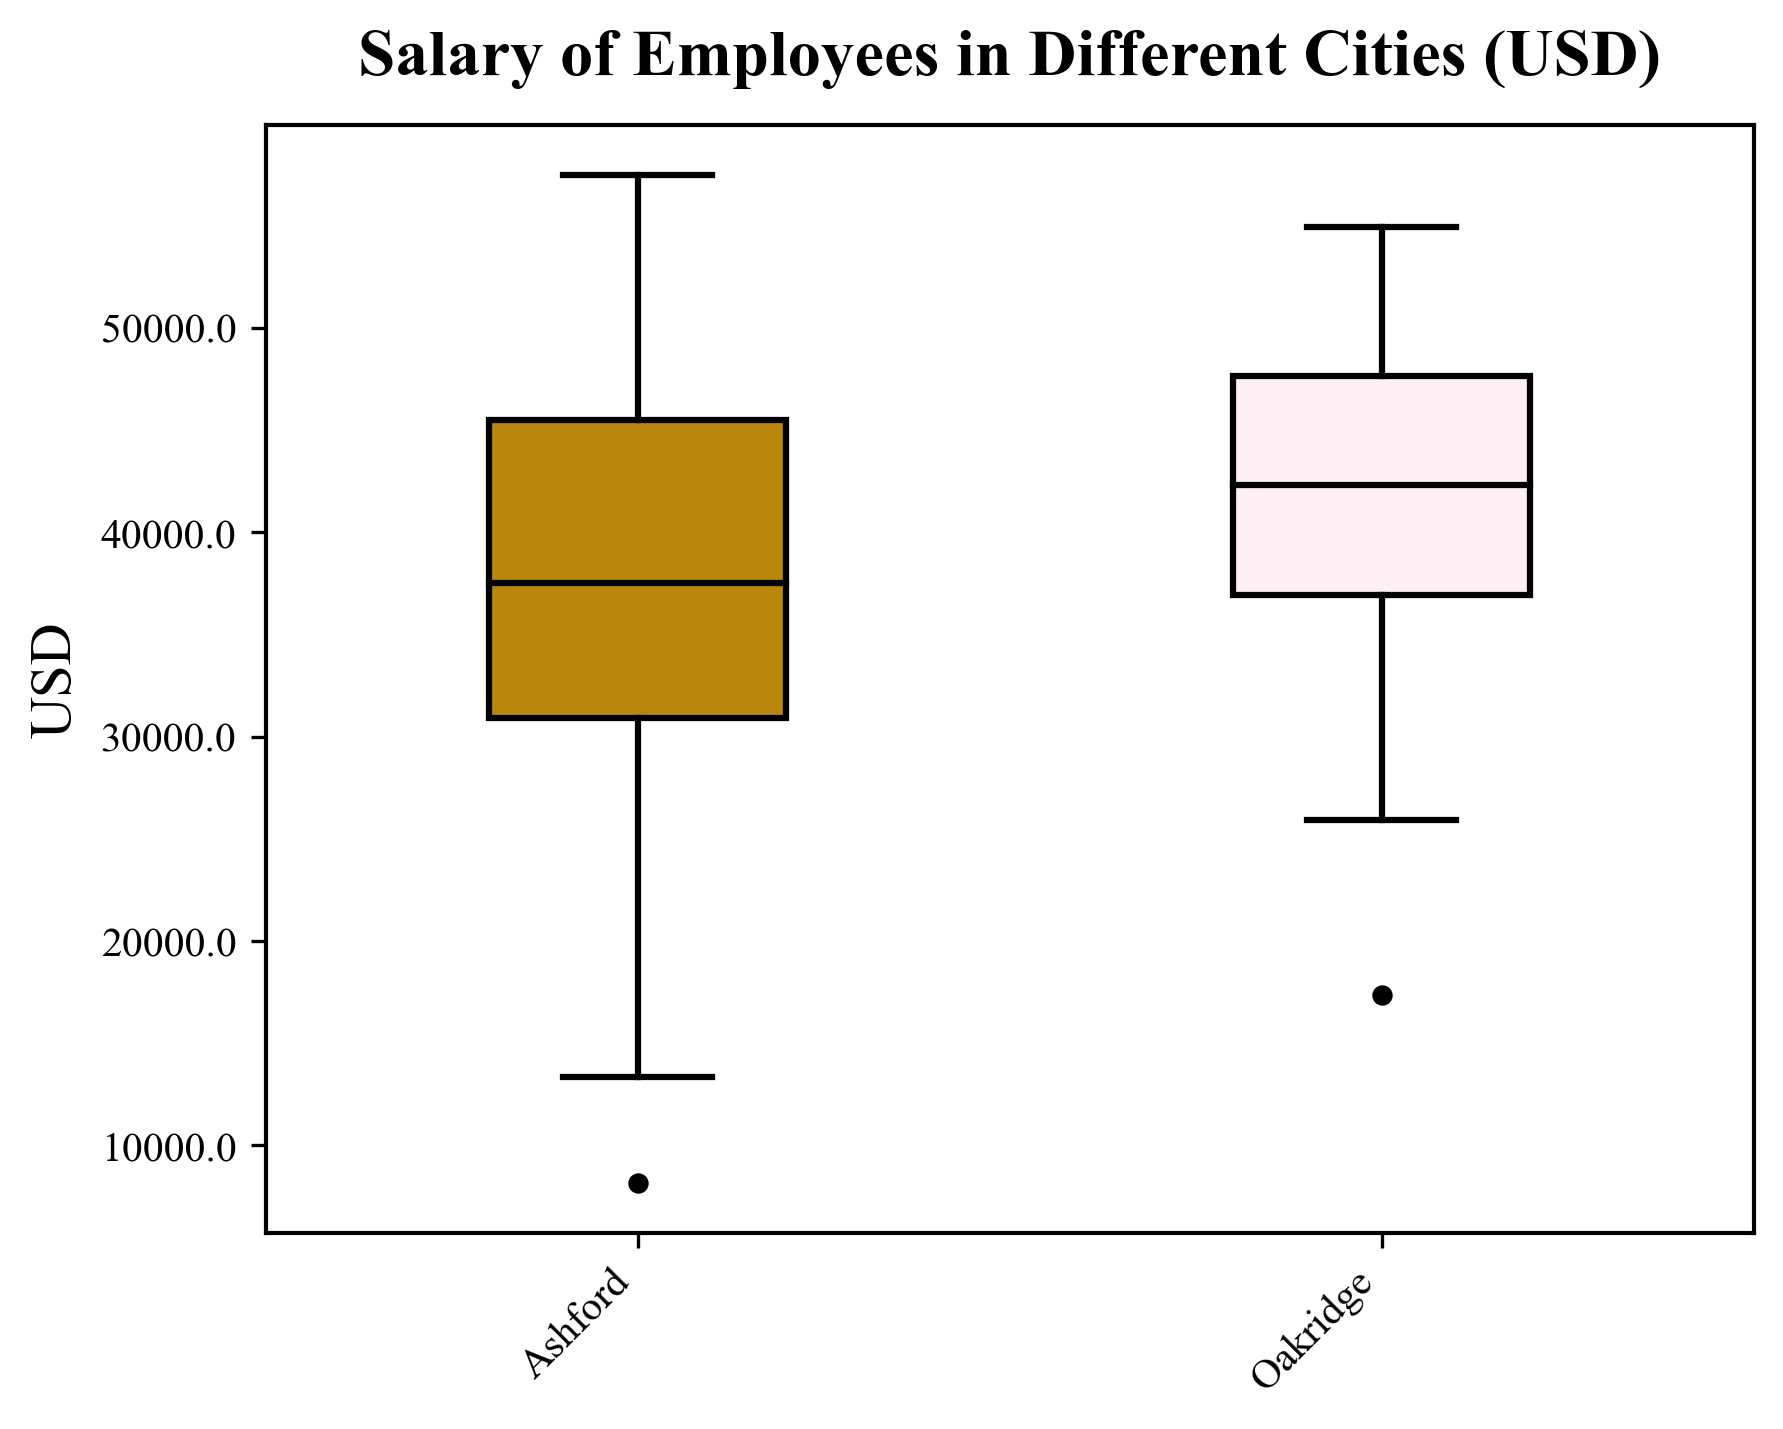 Salary of Employees in Different Cities (USD)
USD
50000.0
40000.0
30000.0
20000.0
10000.0
Ashford
Oakridge